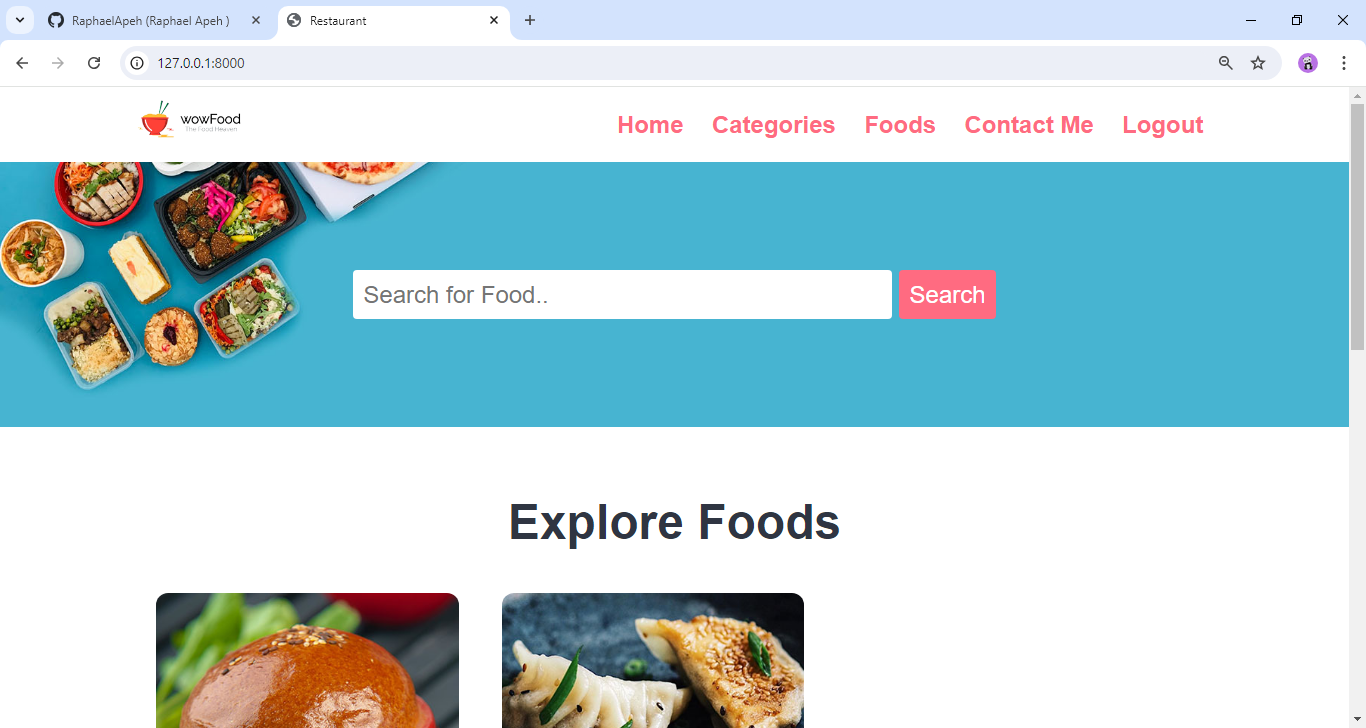 RaphaelApeh (Raphael Apeh )
Restaurant
127.0.0.1:8000
wowFood
The Food Heaven
Home Categories Foods Contact Me Logout
Search for Food..
Search
Explore Foods